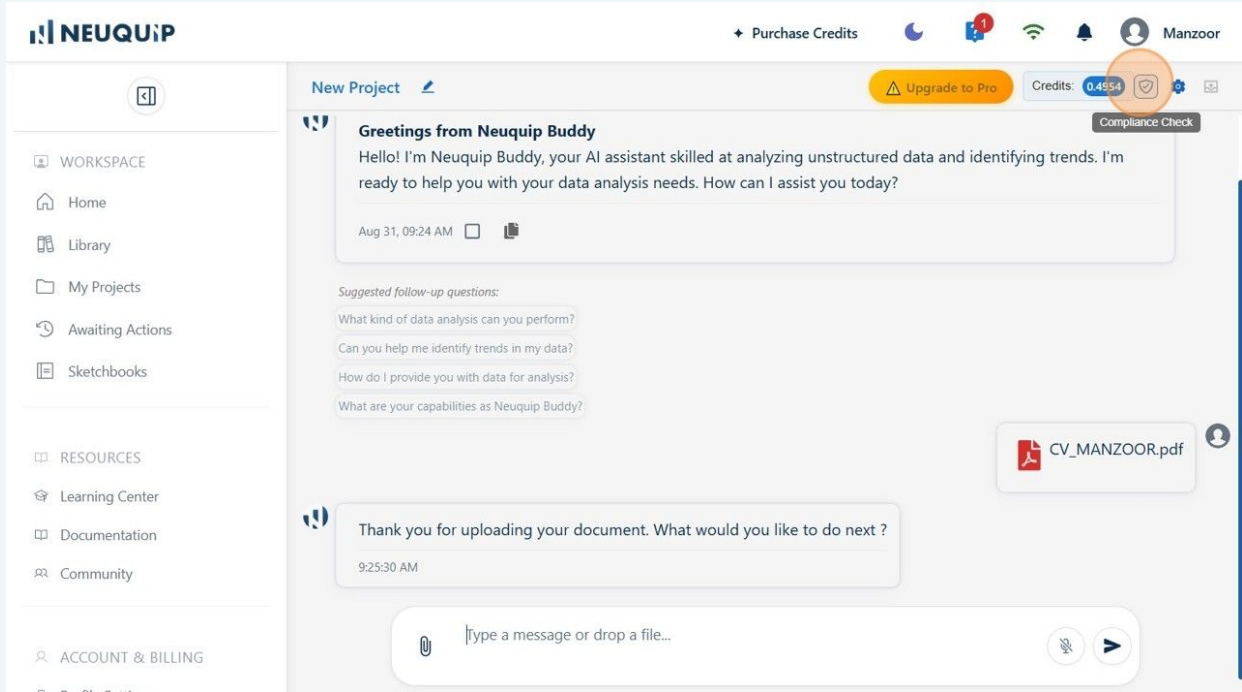 NEUQUIP
Purchase Credits
1
Manzoor
New Project
Upgrade to Pro
Credits: 0.4954
Compliance Check
WORKSPACE
Home
Library
My Projects
Awaiting Actions
Sketchbooks
RESOURCES
Learning Center
Documentation
Community
ACCOUNT & BILLING
Greetings from Neuquip Buddy
Hello! I'm Neuquip Buddy, your AI assistant skilled at analyzing unstructured data and identifying trends. I'm
ready to help you with your data analysis needs. How can I assist you today?
Aug 31, 09:24 AM
Suggested follow-up questions:
What kind of data analysis can you perform?
Can you help me identify trends in my data?
How do I provide you with data for analysis?
What are your capabilities as Neuquip Buddy?
CV_MANZOOR.pdf
Thank you for uploading your document. What would you like to do next ?
9:25:30 AM
Type a message or drop a file...